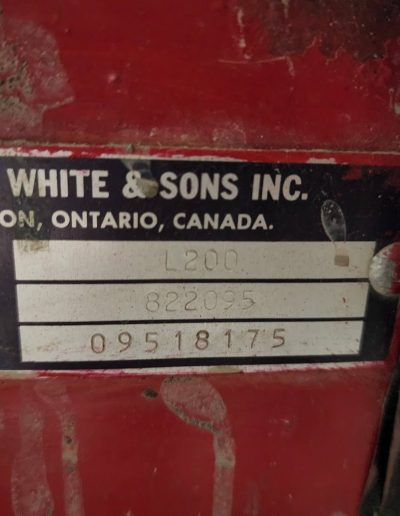 WHITE & SONS INC.
ON, ONTARIO, CANADA.
L200
822095
09518175